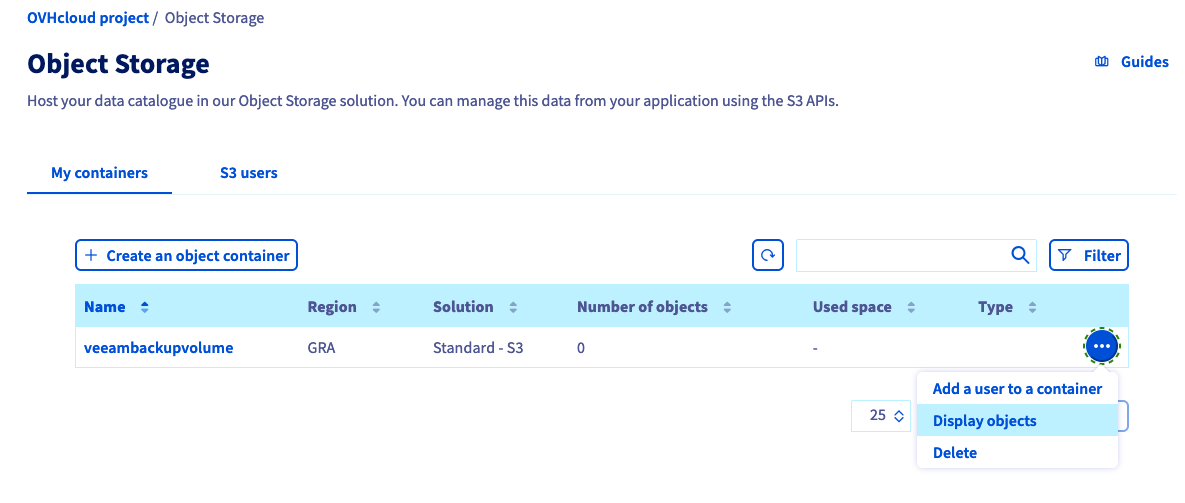 OVHcloud project / Object Storage
Object Storage
Guides
Host your data catalogue in our Object Storage solution. You can manage this data from your application using the S3 APIs.
My containers S3 users
+ Create an object container Filter
Name Region Solution Number of objects Used space Type
veeambackupvolume GRA Standard - S3 0 -
Add a user to a container
25
Display objects
Delete